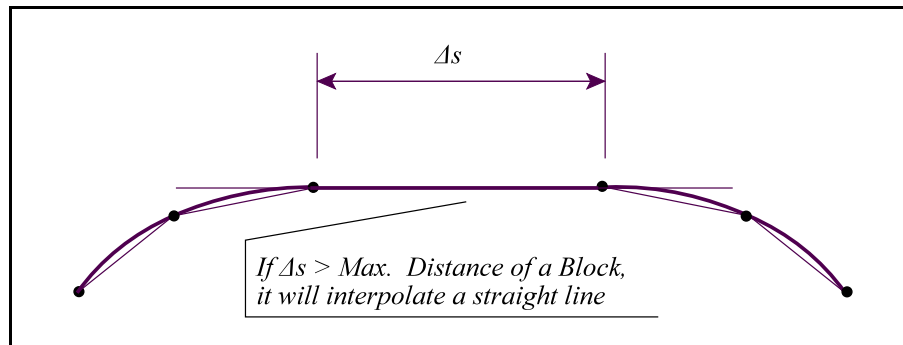 Δs
If Δs > Max. Distance of a Block,
it will interpolate a straight line